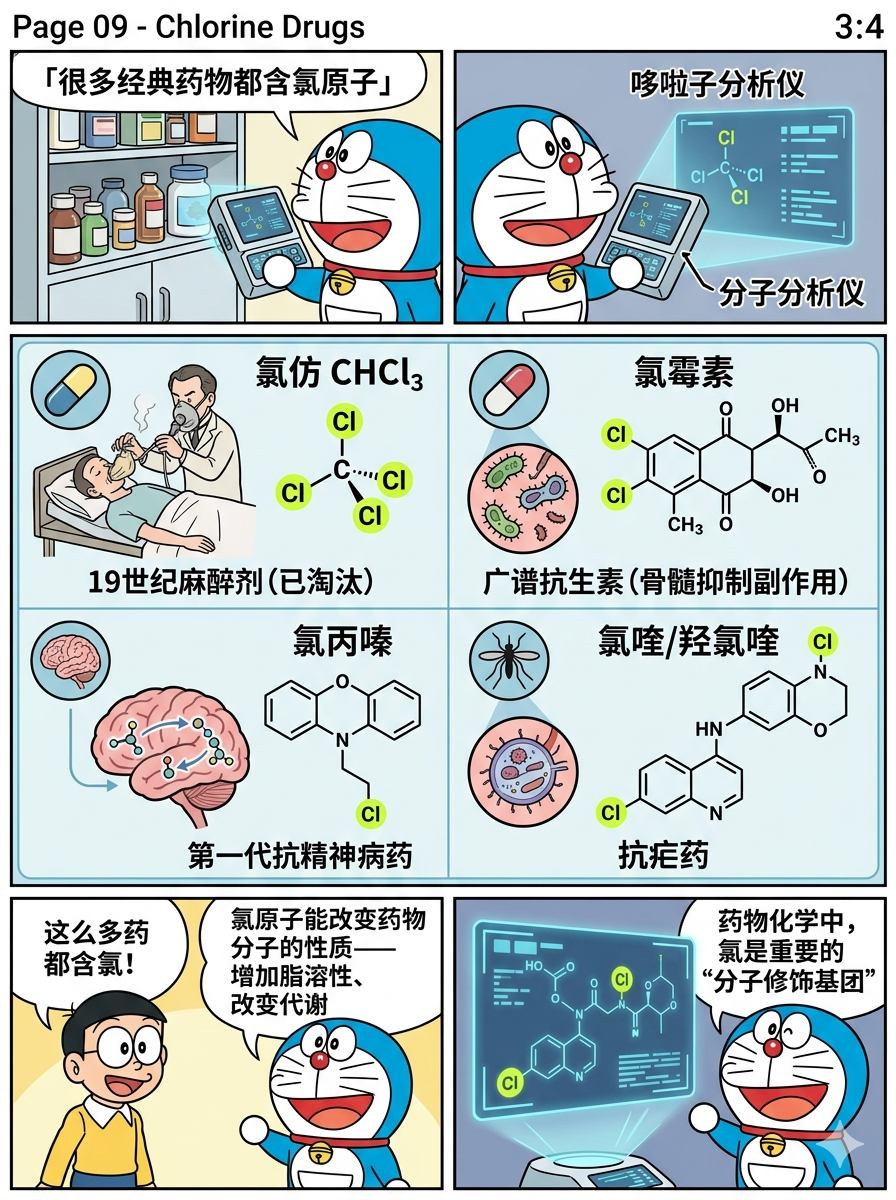 Page 09 - Chlorine Drugs
3:4
「很多经典药物都含氯原子」
哆啦子分析仪
Cl
Cl
C
Cl
Cl
分子分析仪
氯仿 CHCl₃
Cl
C
Cl
Cl
Cl
19世纪麻醉剂(已淘汰)
氯霉素
O
OH
Cl
CH₃
O
Cl
OH
CH₃
O
广谱抗生素(骨髓抑制副作用)
氯丙嗪
O
N
Cl
第一代抗精神病药
氯喹/羟氯喹
Cl
N
HN
O
Cl
N
抗疟药
这么多药
都含氯!
氯原子能改变药物
分子的性质——
增加脂溶性、
改变代谢
药物化学中,
氯是重要的
“分子修饰基团”
HO
O
Cl
O
O
N
O
N
O
N
Cl
N